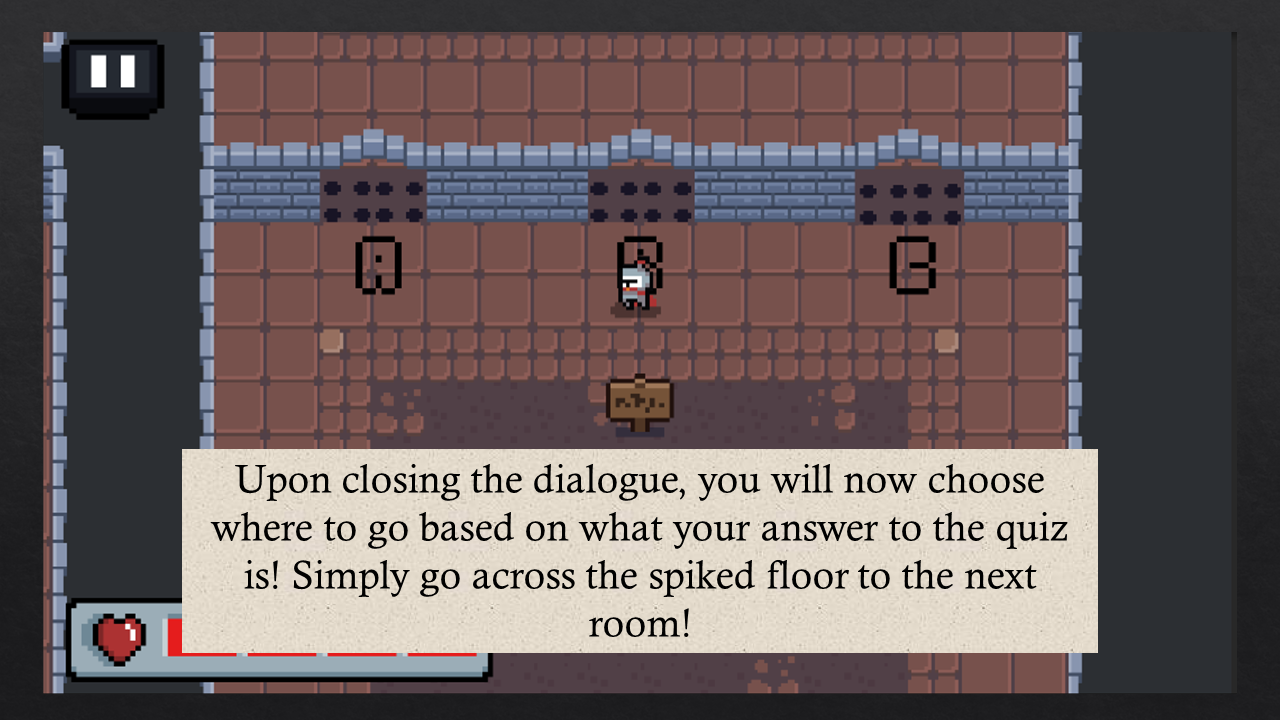 A B
Upon closing the dialogue, you will now choose
where to go based on what your answer to the quiz
is! Simply go across the spiked floor to the next
room!